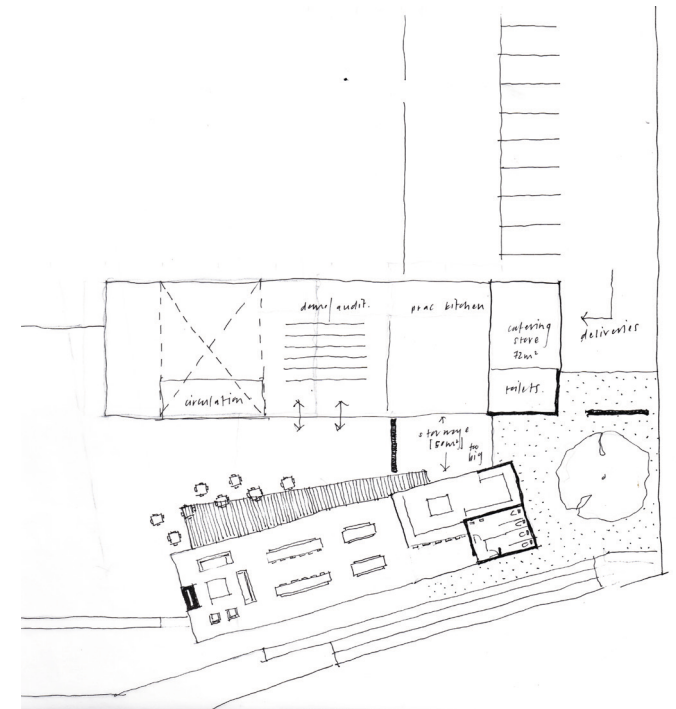 demo/audit.
prac kitchen
catering
store
72m²
deliveries
toilets.
circulation
storage
[50m²]
too
big